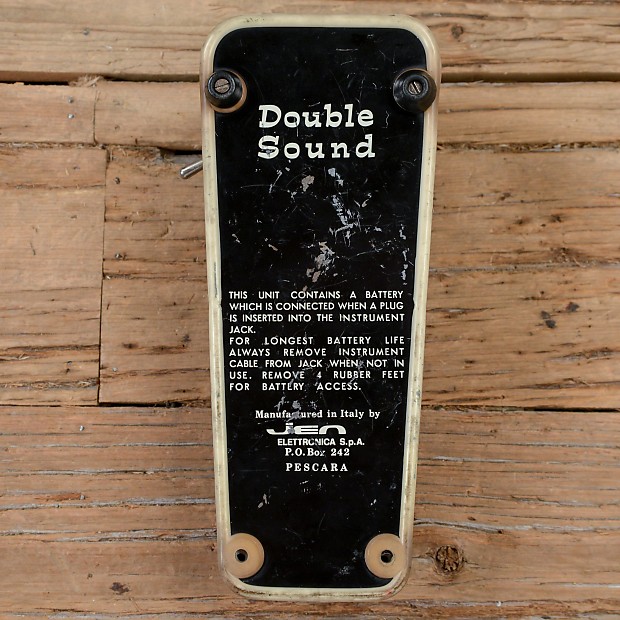 Double
Sound
THIS UNIT CONTAINS A BATTERY
WHICH IS CONNECTED WHEN A PLUG
IS INSERTED INTO THE INSTRUMENT
JACK.
FOR LONGEST BATTERY LIFE
ALWAYS REMOVE INSTRUMENT
CABLE FROM JACK WHEN NOT IN
USE. REMOVE 4 RUBBER FEET
FOR BATTERY ACCESS.
Manufactured in Italy by
JEN
ELETTRONICA S.p.A.
P.O. Box 242
PESCARA